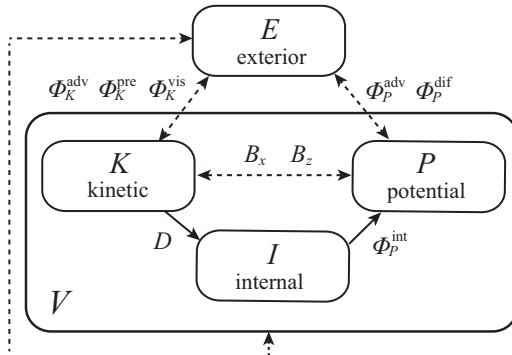 E
exterior
Φ_K^adv Φ_K^pre Φ_K^vis
Φ_P^adv Φ_P^dif
K
kinetic
B_x B_z
P
potential
D
I
internal
Φ_P^int
V